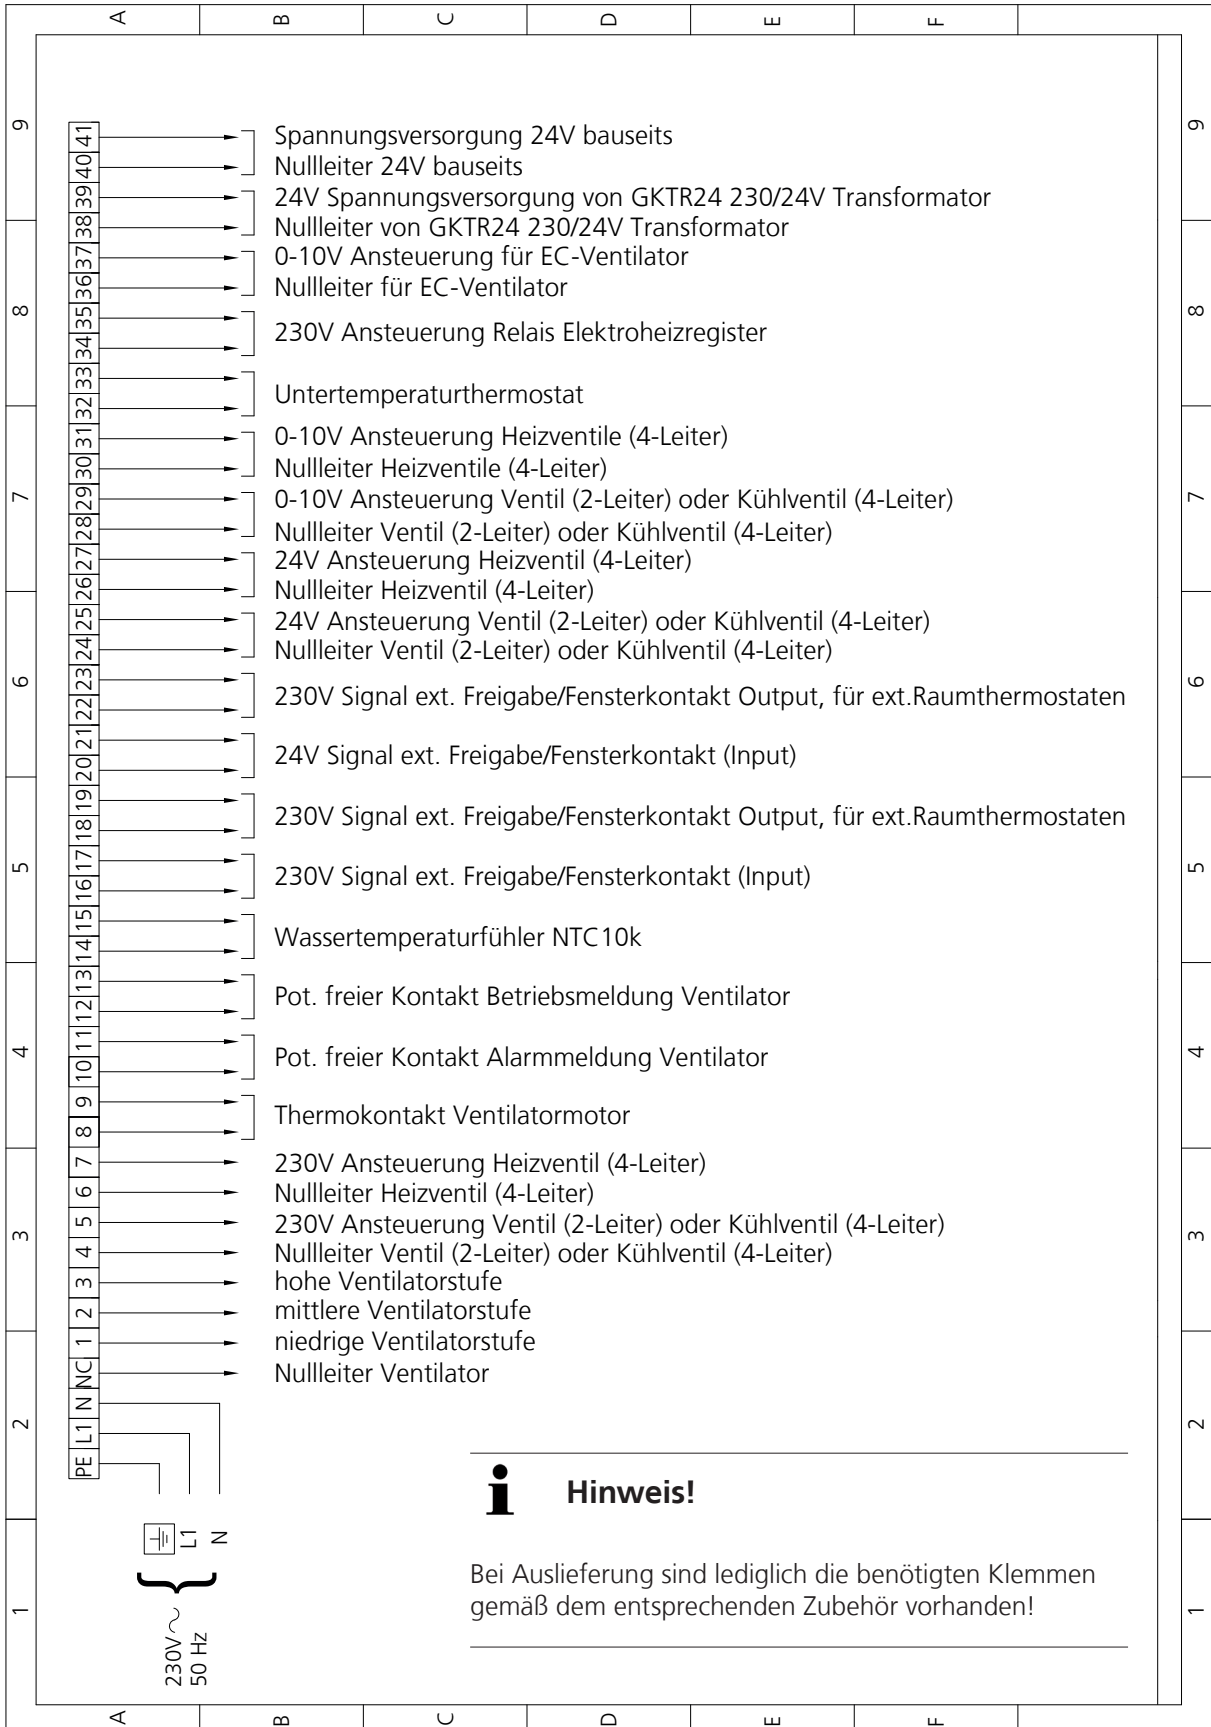 A B C D E F
9 9
8 8
7 7
6 6
5 5
4 4
3 3
2 2
1 1
41 Spannungsversorgung 24V bauseits
40 Nullleiter 24V bauseits
39 24V Spannungsversorgung von GKTR24 230/24V Transformator
38 Nullleiter von GKTR24 230/24V Transformator
37 0-10V Ansteuerung für EC-Ventilator
36 Nullleiter für EC-Ventilator
35
34
230V Ansteuerung Relais Elektroheizregister
33
32
Untertemperaturthermostat
31 0-10V Ansteuerung Heizventile (4-Leiter)
30 Nullleiter Heizventile (4-Leiter)
29 0-10V Ansteuerung Ventil (2-Leiter) oder Kühlventil (4-Leiter)
28 Nullleiter Ventil (2-Leiter) oder Kühlventil (4-Leiter)
27 24V Ansteuerung Heizventil (4-Leiter)
26 Nullleiter Heizventil (4-Leiter)
25 24V Ansteuerung Ventil (2-Leiter) oder Kühlventil (4-Leiter)
24 Nullleiter Ventil (2-Leiter) oder Kühlventil (4-Leiter)
23
22
230V Signal ext. Freigabe/Fensterkontakt Output, für ext.Raumthermostaten
21
20
24V Signal ext. Freigabe/Fensterkontakt (Input)
19
18
230V Signal ext. Freigabe/Fensterkontakt Output, für ext.Raumthermostaten
17
16
230V Signal ext. Freigabe/Fensterkontakt (Input)
15
14
Wassertemperaturfühler NTC10k
13
12
Pot. freier Kontakt Betriebsmeldung Ventilator
11
10
Pot. freier Kontakt Alarmmeldung Ventilator
9
8
Thermokontakt Ventilatormotor
7 230V Ansteuerung Heizventil (4-Leiter)
6 Nullleiter Heizventil (4-Leiter)
5 230V Ansteuerung Ventil (2-Leiter) oder Kühlventil (4-Leiter)
4 Nullleiter Ventil (2-Leiter) oder Kühlventil (4-Leiter)
3 hohe Ventilatorstufe
2 mittlere Ventilatorstufe
1 niedrige Ventilatorstufe
NC Nullleiter Ventilator
N
L1
PE
L1
N
230V~
50 Hz
i Hinweis!
Bei Auslieferung sind lediglich die benötigten Klemmen
gemäß dem entsprechenden Zubehör vorhanden!
A B C D E F